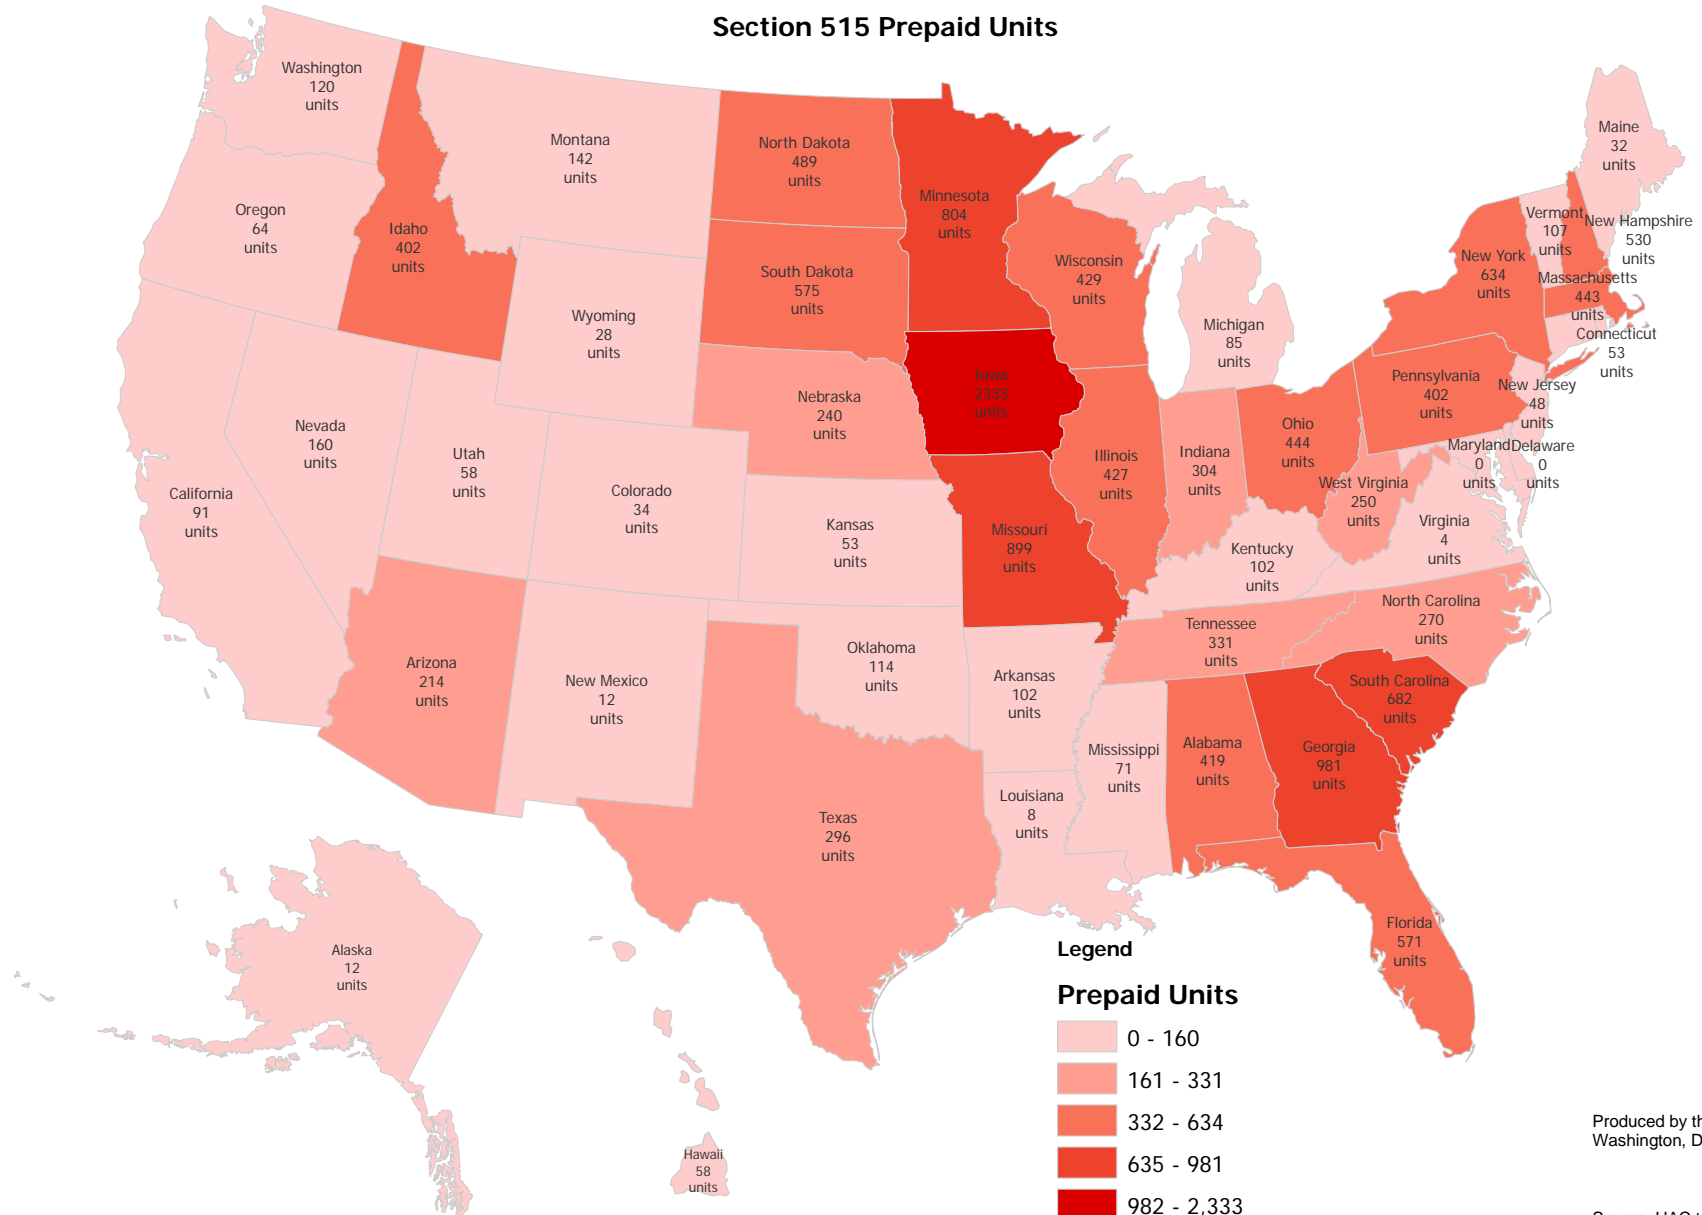 Section 515 Prepaid Units
Washington
120
units
Montana
142
units
North Dakota
489
units
Minnesota
804
units
Maine
32
units
Oregon
64
units
Idaho
402
units
South Dakota
575
units
Wisconsin
429
units
Vermont
107
units
New Hampshire
530
units
New York
634
units
Massachusetts
443
units
Connecticut
53
units
Wyoming
28
units
Michigan
85
units
Iowa
2333
units
Nebraska
240
units
Pennsylvania
402
units
New Jersey
48
units
Nevada
160
units
Utah
58
units
Colorado
34
units
Illinois
427
units
Indiana
304
units
Ohio
444
units
Maryland
0
units
Delaware
0
units
West Virginia
250
units
Virginia
4
units
California
91
units
Kansas
53
units
Missouri
899
units
Kentucky
102
units
North Carolina
270
units
Tennessee
331
units
Arizona
214
units
New Mexico
12
units
Oklahoma
114
units
Arkansas
102
units
South Carolina
682
units
Mississippi
71
units
Alabama
419
units
Georgia
981
units
Louisiana
8
units
Texas
296
units
Florida
571
units
Alaska
12
units
Hawaii
58
units
Legend
Prepaid Units
0 - 160
161 - 331
332 - 634
635 - 981
982 - 2,333
Produced by th
Washington, D